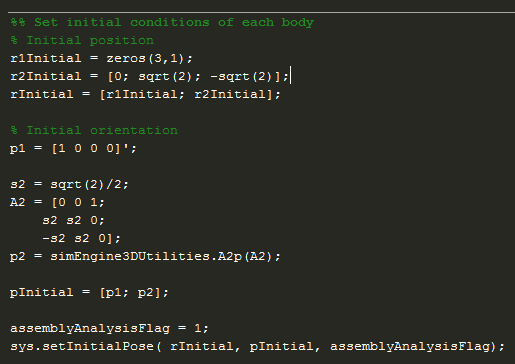 %% Set initial conditions of each body
% Initial position
r1Initial = zeros(3,1);
r2Initial = [0; sqrt(2); -sqrt(2)];
rInitial = [r1Initial; r2Initial];
% Initial orientation
p1 = [1 0 0 0]';
s2 = sqrt(2)/2;
A2 = [0 0 1;
s2 s2 0;
-s2 s2 0];
p2 = simEngine3DUtilities.A2p(A2);
pInitial = [p1; p2];
assemblyAnalysisFlag = 1;
sys.setInitialPose( rInitial, pInitial, assemblyAnalysisFlag);